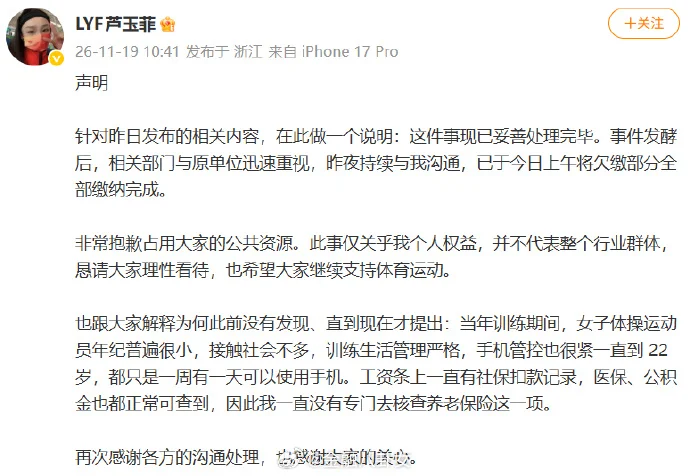 LYF芦玉菲
26-11-19 10:41 发布于 浙江 来自 iPhone 17 Pro
+关注
声明
针对昨日发布的相关内容，在此做一个说明：这件事现已妥善处理完毕。事件发酵
后，相关部门与原单位迅速重视，昨夜持续与我沟通，已于今日上午将欠缴部分全
部缴纳完成。
非常抱歉占用大家的公共资源。此事仅关乎我个人权益，并不代表整个行业群体，
恳请大家理性看待，也希望大家继续支持体育运动。
也跟大家解释为何此前没有发现、直到现在才提出：当年训练期间，女子体操运动
员年纪普遍很小，接触社会不多，训练生活管理严格，手机管控也很紧一直到 22
岁，都只是一周有一天可以使用手机。工资条上一直有社保扣款记录，医保、公积
金也都正常可查到，因此我一直没有专门去核查养老保险这一项。
再次感谢各方的沟通处理，也感谢大家的关心。